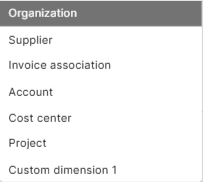 Organization
Supplier
Invoice association
Account
Cost center
Project
Custom dimension 1